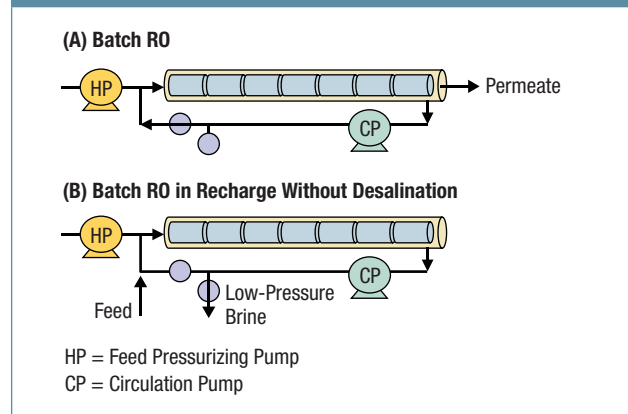 (A) Batch RO
HP
Permeate
CP
(B) Batch RO in Recharge Without Desalination
HP
CP
Feed
Low-Pressure
Brine
HP = Feed Pressurizing Pump
CP = Circulation Pump